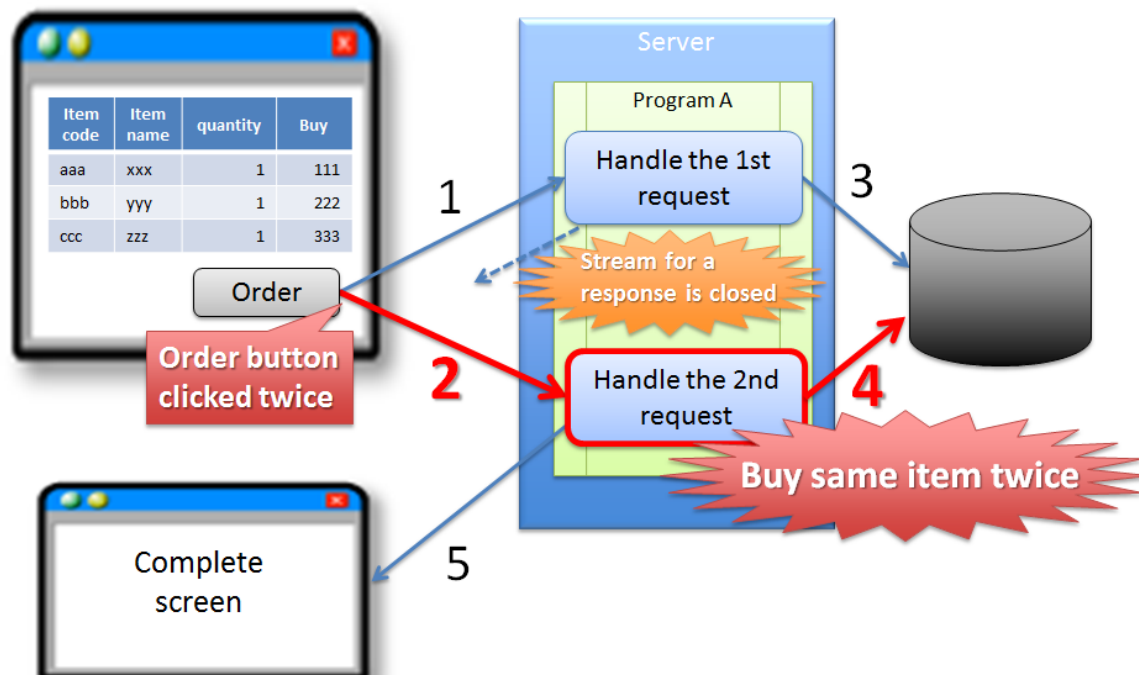 Server
Program A
Item code
Item name
quantity
Buy
aaa xxx 1 111
bbb yyy 1 222
ccc zzz 1 333
Order
Order button
clicked twice
1
2
Handle the 1st
request
3
Stream for a
response is closed
Handle the 2nd
request
4
Buy same item twice
5
Complete
screen